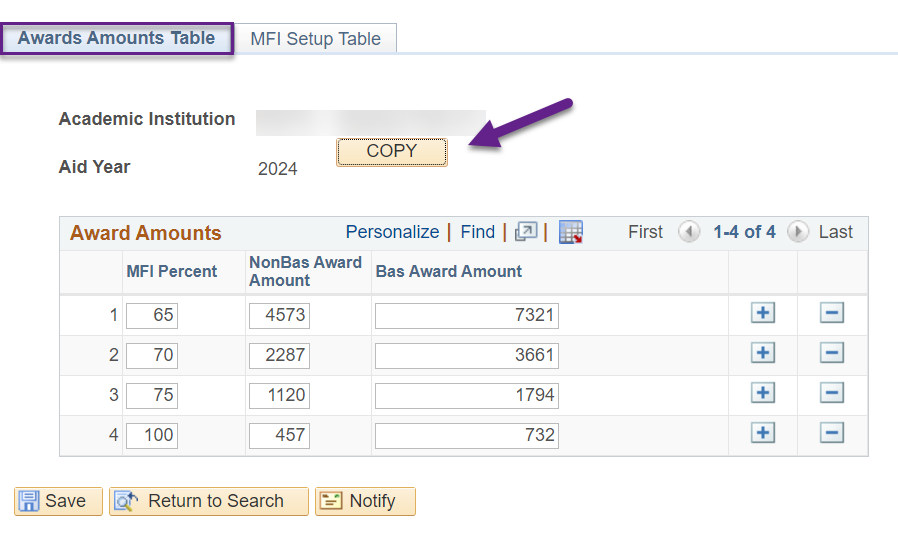 Awards Amounts Table MFI Setup Table
Academic Institution
COPY
Aid Year 2024
Award Amounts Personalize | Find | | First 1-4 of 4 Last
MFI Percent NonBas Award Amount Bas Award Amount
1 65 4573 7321
2 70 2287 3661
3 75 1120 1794
4 100 457 732
Save Return to Search Notify